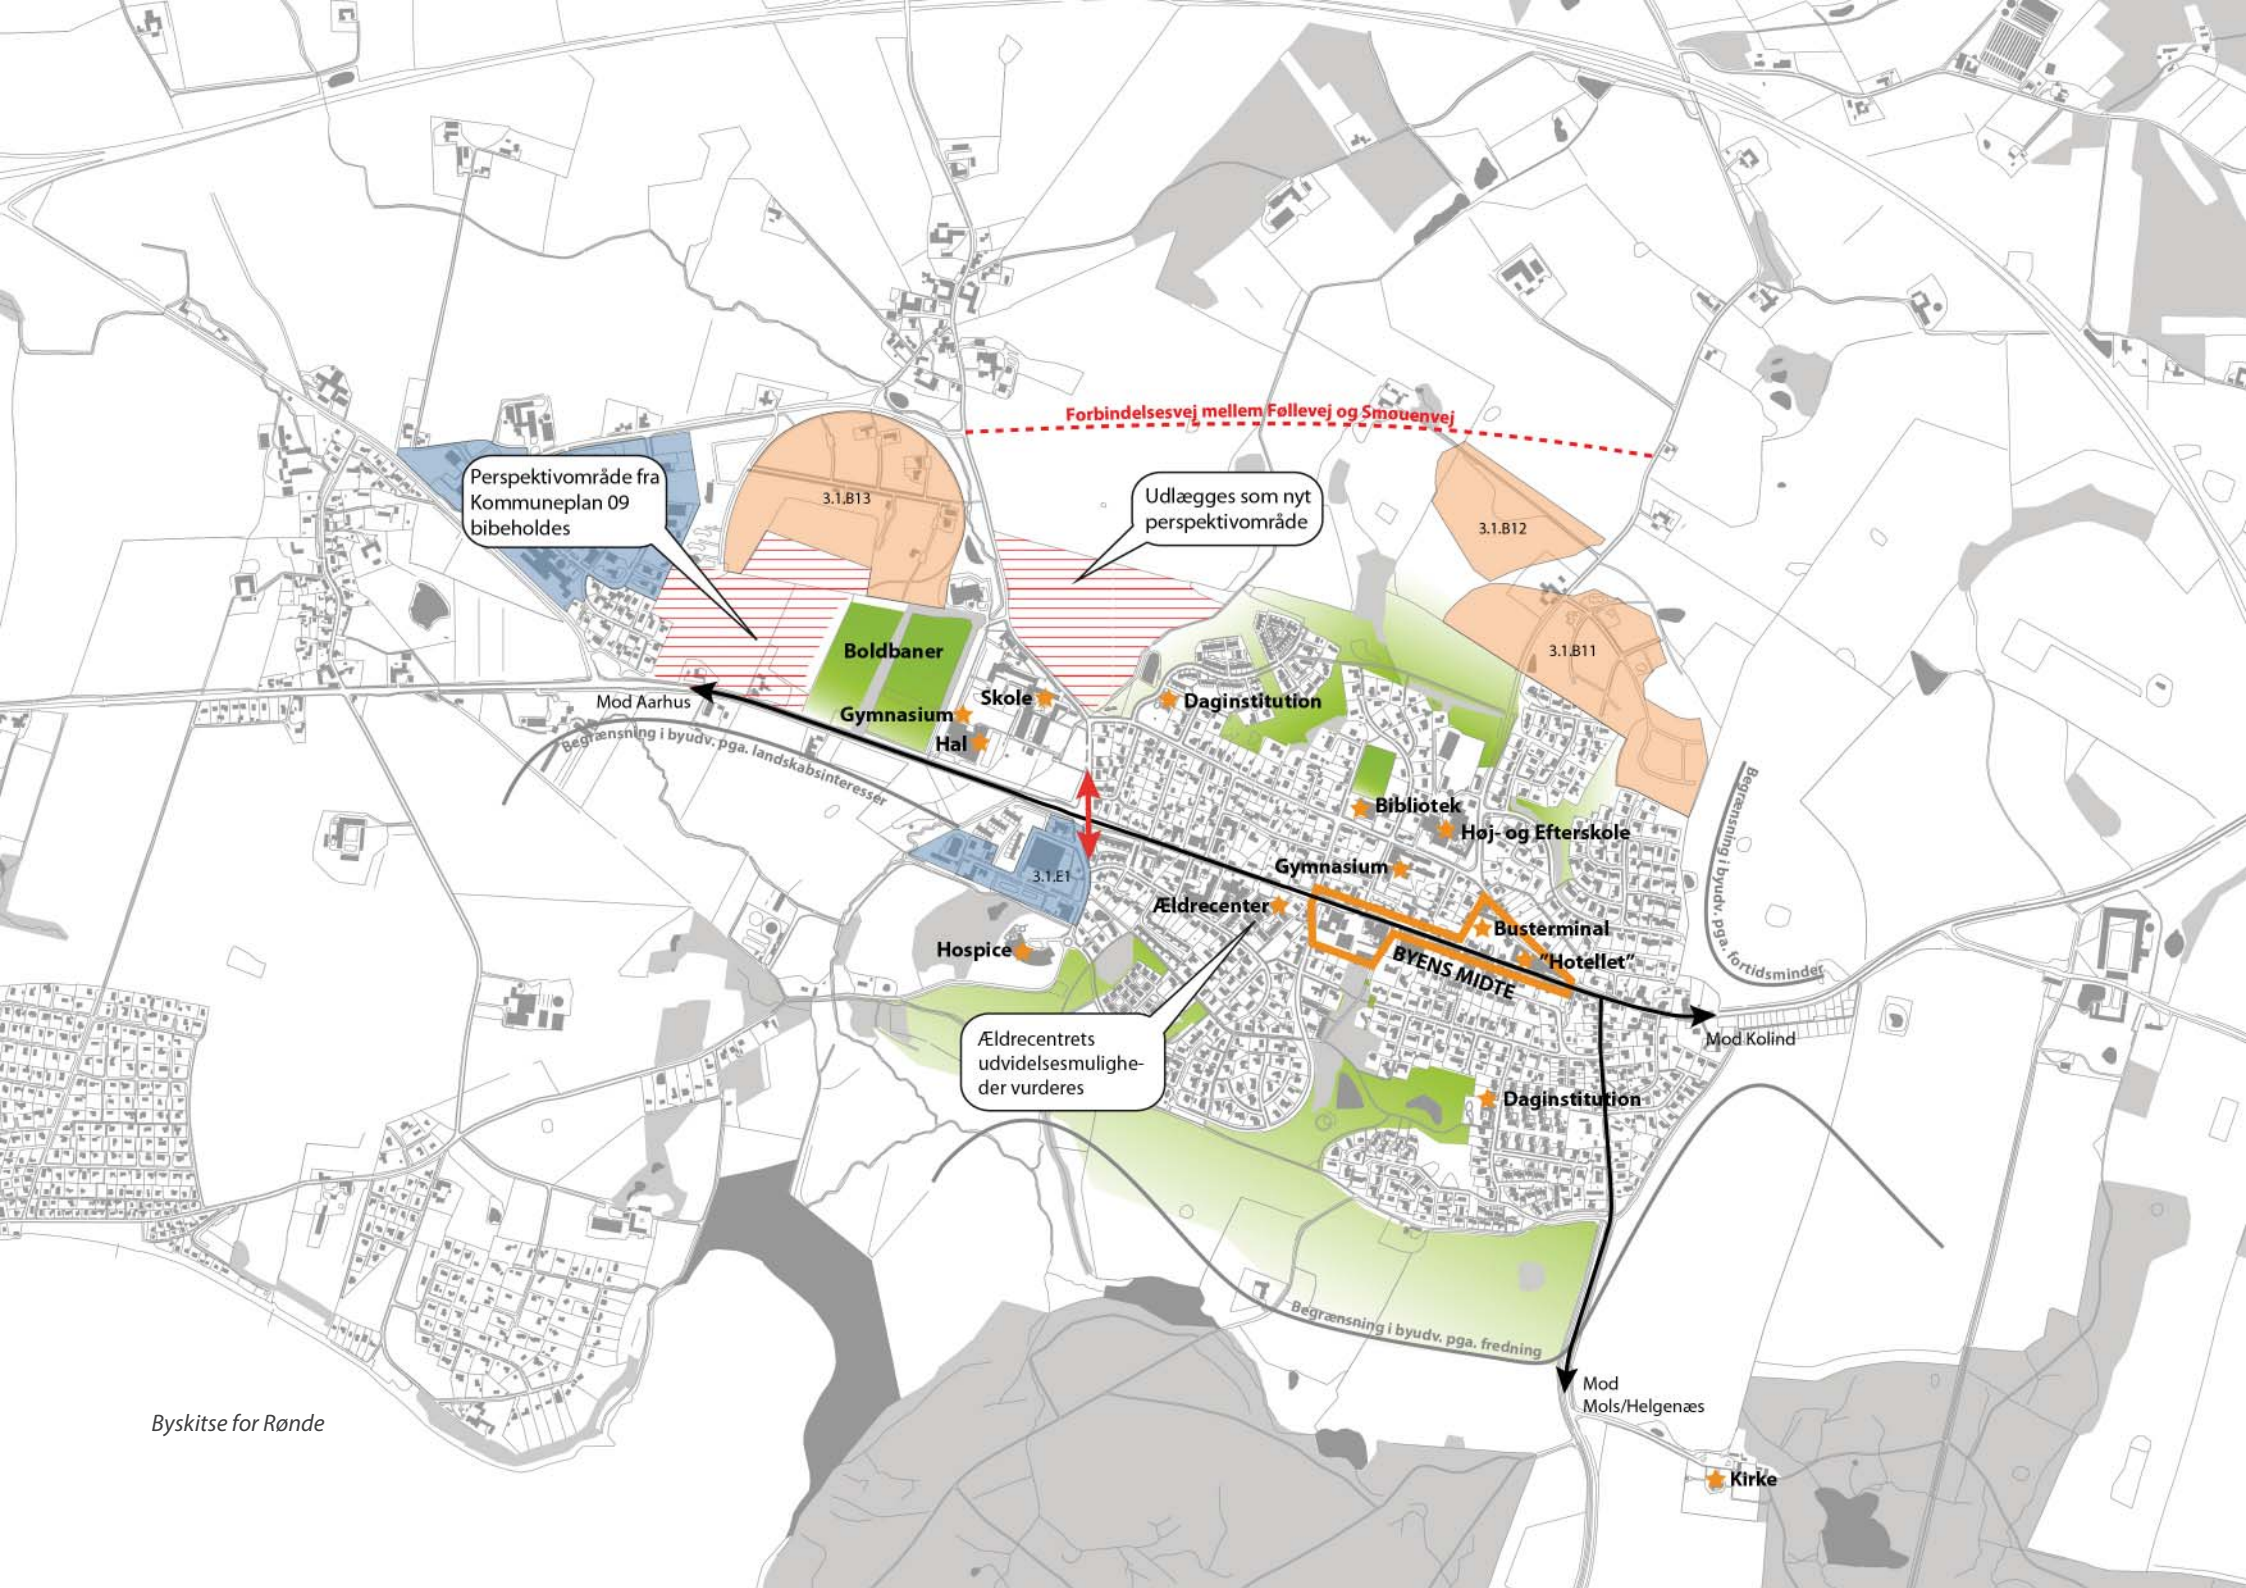 Forbindelsesvej mellem Føllevej og Smouenvej
Perspektivområde fra
Kommuneplan 09
bibeholdes
3.1.B13
Udlægges som nyt
perspektivområde
3.1.B12
3.1.B11
Boldbaner
Mod Aarhus
Skole
Gymnasium
Hal
Daginstitution
Begrænsning i byudv. pga. landskabsinteresser
Bibliotek
Høj- og Efterskole
Begrænsning i byudv. pga. fortidsminder
Gymnasium
3.1.E1
Ældrecenter
Busterminal
Hospice
BYENS MIDTE
"Hotellet"
Mod Kolind
Ældrecentrets
udvidelsesmulighe-
der vurderes
Daginstitution
Begrænsning i byudv. pga. fredning
Mod
Mols/Helgenæs
Byskitse for Rønde
Kirke